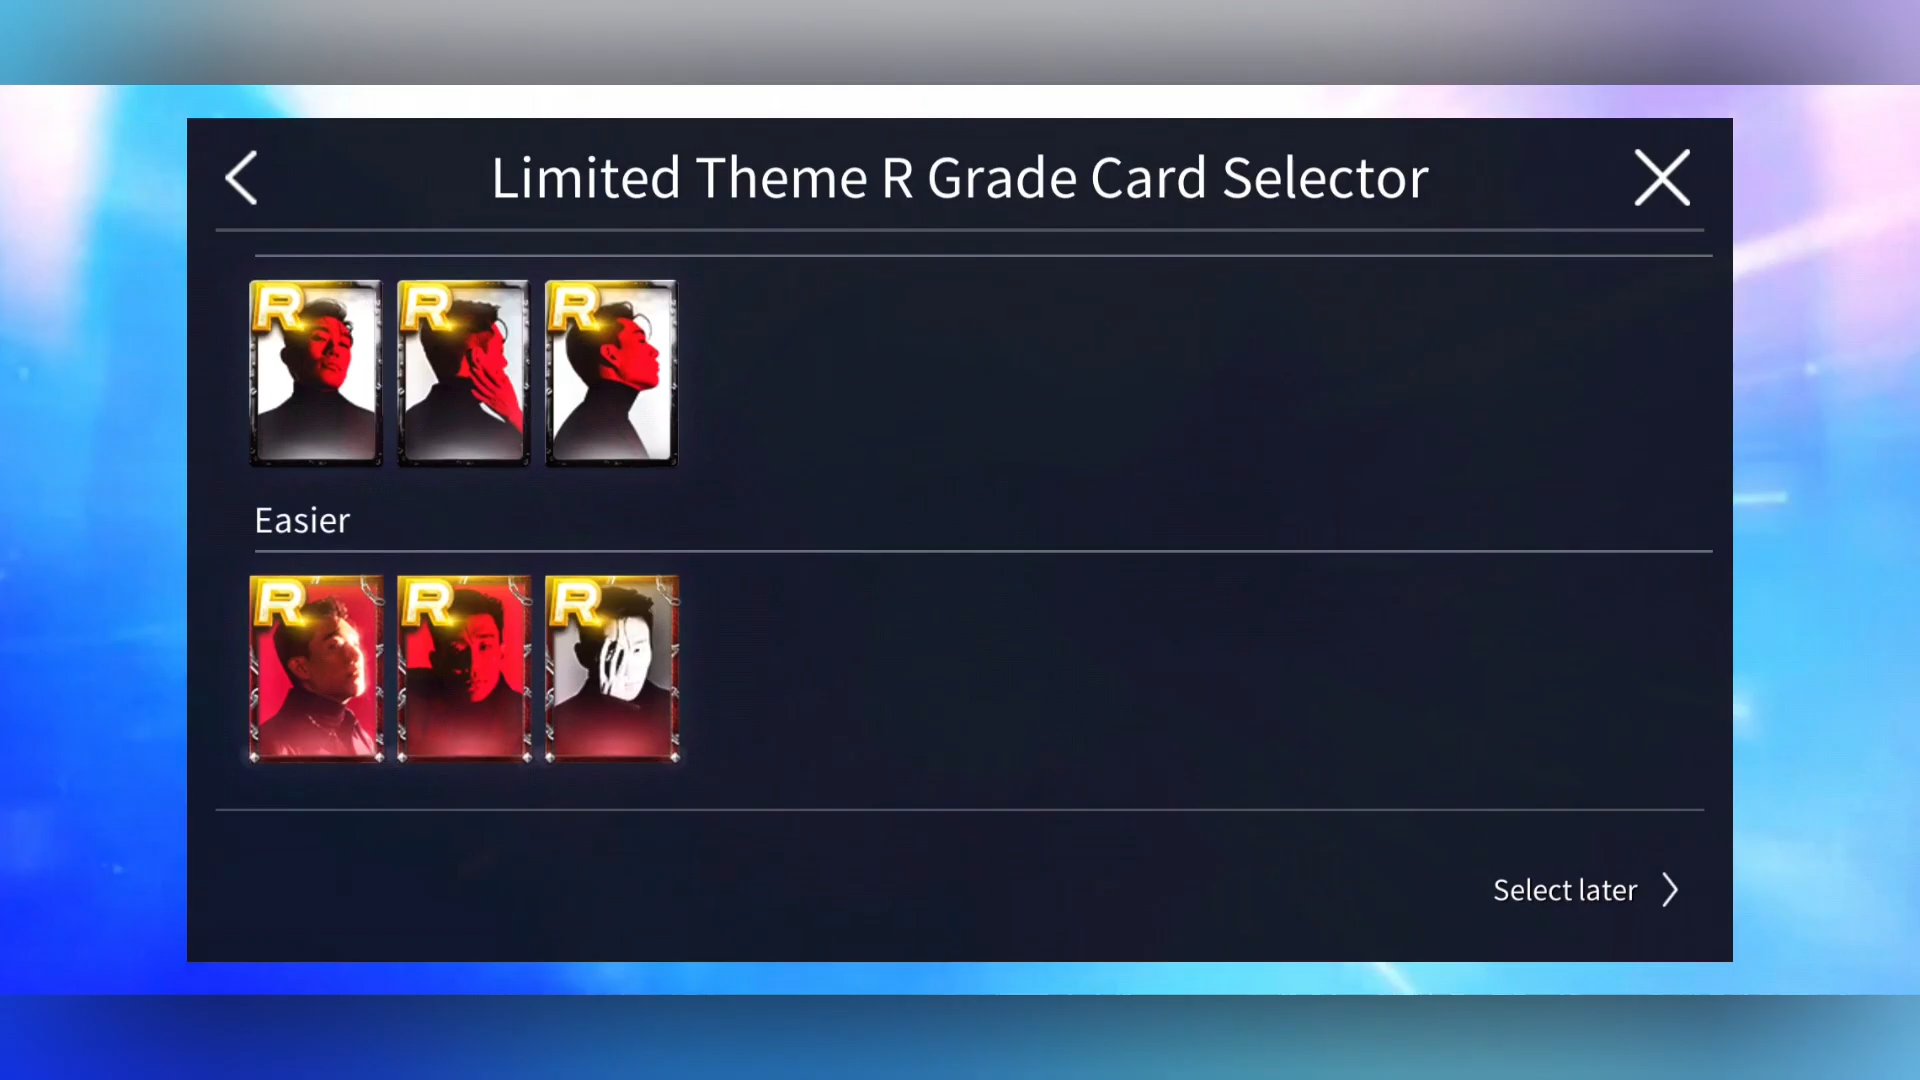 Limited Theme R Grade Card Selector
R R R
Easier
R R R
Select later